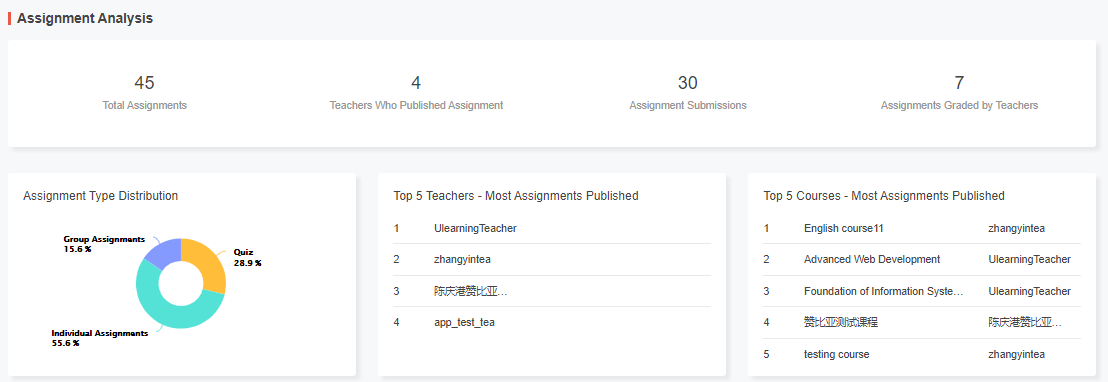 Assignment Analysis
45
Total Assignments
4
Teachers Who Published Assignment
30
Assignment Submissions
7
Assignments Graded by Teachers
Assignment Type Distribution
Group Assignments
15.6 %
Quiz
28.9 %
Individual Assignments
55.6 %
Top 5 Teachers - Most Assignments Published
1 UlearningTeacher
2 zhangyintea
3 陈庆港赞比亚...
4 app_test_tea
Top 5 Courses - Most Assignments Published
1 English course11 zhangyintea
2 Advanced Web Development UlearningTeacher
3 Foundation of Information Syste... UlearningTeacher
4 赞比亚测试课程 陈庆港赞比亚...
5 testing course zhangyintea